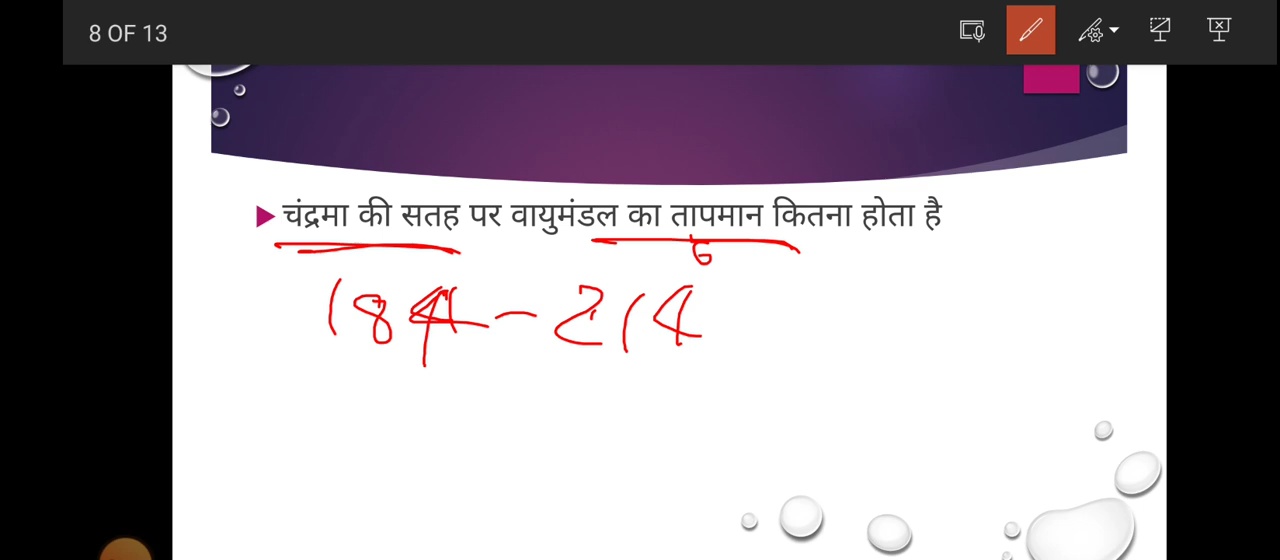 8 OF 13
चंद्रमा की सतह पर वायुमंडल का तापमान कितना होता है
184-214